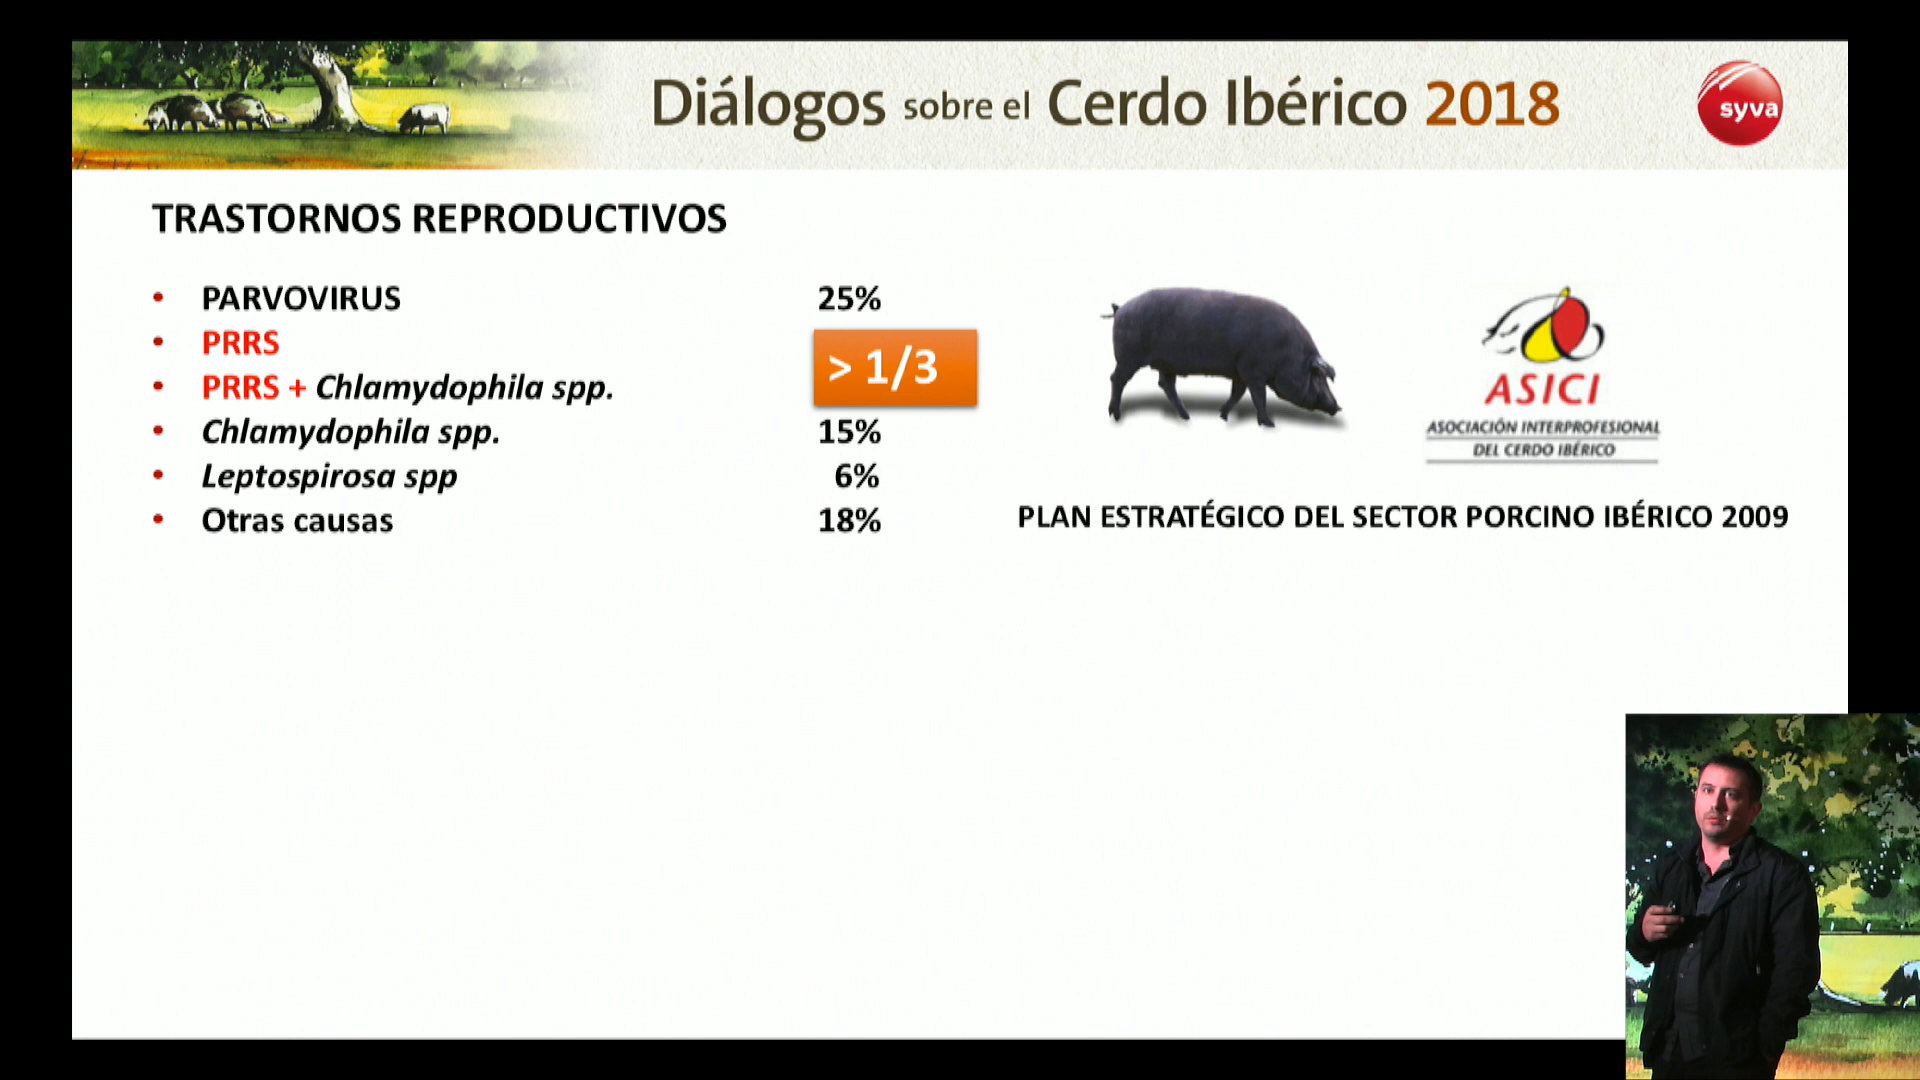 Diálogos sobre el Cerdo Ibérico 2018
syva
TRASTORNOS REPRODUCTIVOS
• PARVOVIRUS 25%
• PRRS
> 1/3
• PRRS + Chlamydophila spp.
• Chlamydophila spp. 15%
• Leptospirosa spp 6%
• Otras causas 18%
ASICI
ASOCIACIÓN INTERPROFESIONAL
DEL CERDO IBÉRICO
PLAN ESTRATÉGICO DEL SECTOR PORCINO IBÉRICO 2009